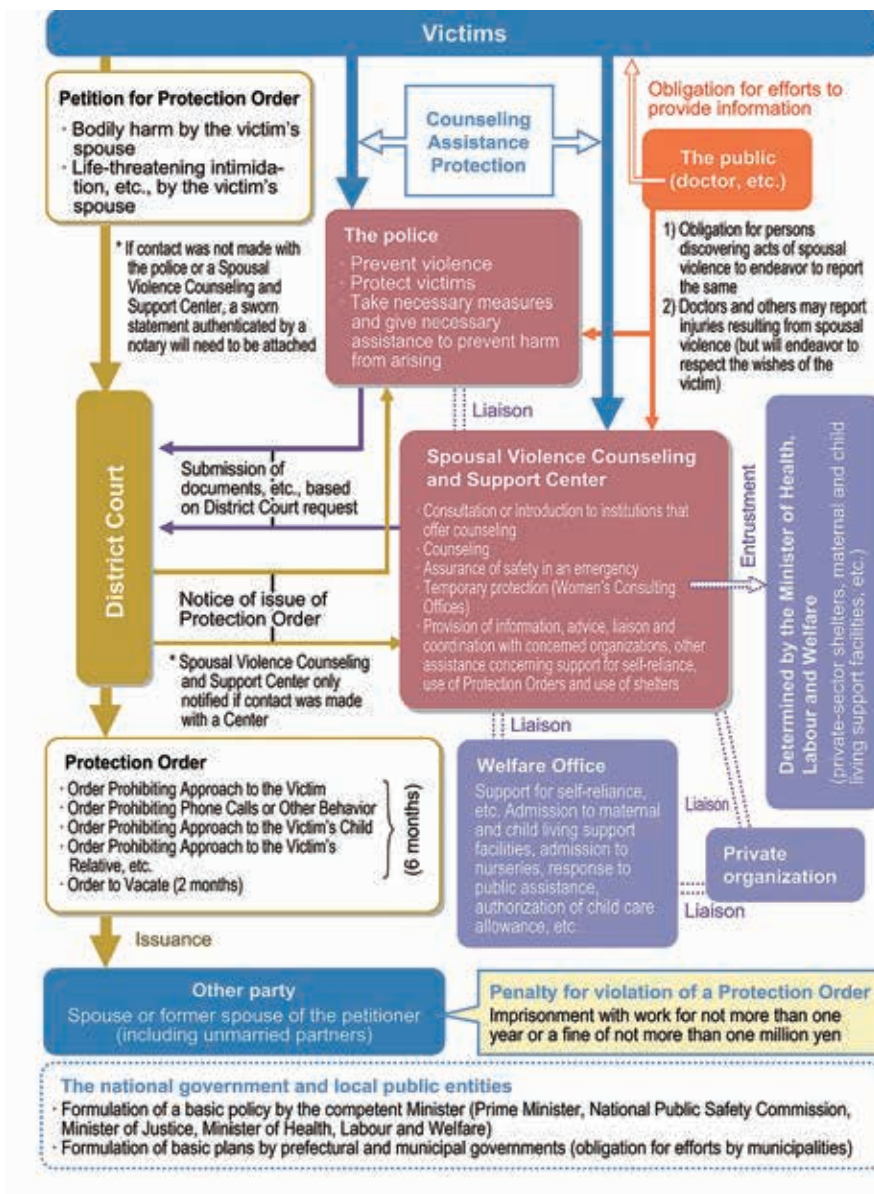 Victims
Petition for Protection Order
· Bodily harm by the victim's
spouse
· Life-threatening intimida-
tion, etc., by the victim's
spouse
Counseling
Assistance
Protection
Obligation for efforts to
provide information
The public
(doctor, etc.)
* If contact was not made with
the police or a Spousal
Violence Counseling and
Support Center, a sworn
statement authenticated by a
notary will need to be attached
The police
· Prevent violence
· Protect victims
· Take necessary measures
and give necessary
assistance to prevent harm
from arising
1) Obligation for persons
discovering acts of spousal
violence to endeavor to report
the same
2) Doctors and others may report
injuries resulting from spousal
violence (but will endeavor to
respect the wishes of the
victim)
Liaison
District Court
Submission of
documents, etc., based
on District Court request
Spousal Violence Counseling
and Support Center
· Consultation or Introduction to institutions that
offer counseling
· Counseling
· Assurance of safety in an emergency
· Temporary protection (Women's Consulting
Offices)
· Provision of information, advice, liaison and
coordination with concerned organizations, other
assistance concerning support for self-reliance,
use of Protection Orders and use of shelters
Entrustment
Determined by the Minister of Health,
Labour and Welfare
(private-sector shelters, maternal and child
living support facilities, etc.)
Notice of issue of
Protection Order
* Spousal Violence Counseling
and Support Center only
notified if contact was made
with a Center
Liaison
Protection Order
· Order Prohibiting Approach to the Victim
· Order Prohibiting Phone Calls or Other Behavior
· Order Prohibiting Approach to the Victim's Child
· Order Prohibiting Approach to the Victim's
Relative, etc.
· Order to Vacate (2 months)
(6 months)
Welfare Office
Support for self-reliance,
etc. Admission to maternal
and child living support
facilities, admission to
nurseries, response to
public assistance,
authorization of child care
allowance, etc
Liaison
Private
organization
Liaison
Issuance
Other party
Spouse or former spouse of the petitioner
(including unmarried partners)
Penalty for violation of a Protection Order
Imprisonment with work for not more than one
year or a fine of not more than one million yen
The national government and local public entities
· Formulation of a basic policy by the competent Minister (Prime Minister, National Public Safety Commission,
Minister of Justice, Minister of Health, Labour and Welfare)
· Formulation of basic plans by prefectural and municipal governments (obligation for efforts by municipalities)